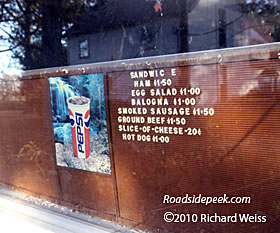 SANDWIC E
HAM $1.50
EGG SALAD $1.00
BALOGNA $1.00
SMOKED SAUSAGE $1.50
GROUND BEEF $1.50
SLICE-OF-CHEESE-20¢
HOT DOG $1.00
PEPSI
Roadsidepeek.com
©2010 Richard Weiss